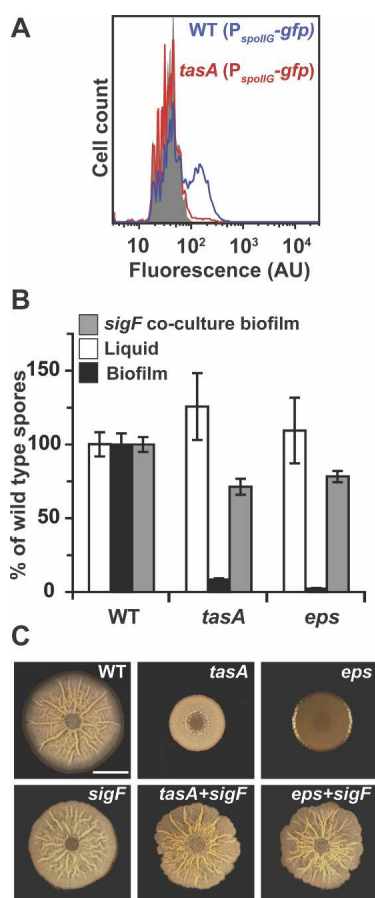 A
WT (PspoIIG-gfp)
tasA (PspoIIG-gfp)
Cell count
10 10² 10³ 10⁴
Fluorescence (AU)
B
sigF co-culture biofilm
Liquid
Biofilm
% of wild type spores
150
100
50
0
WT tasA eps
C
WT tasA eps
sigF tasA+sigF eps+sigF